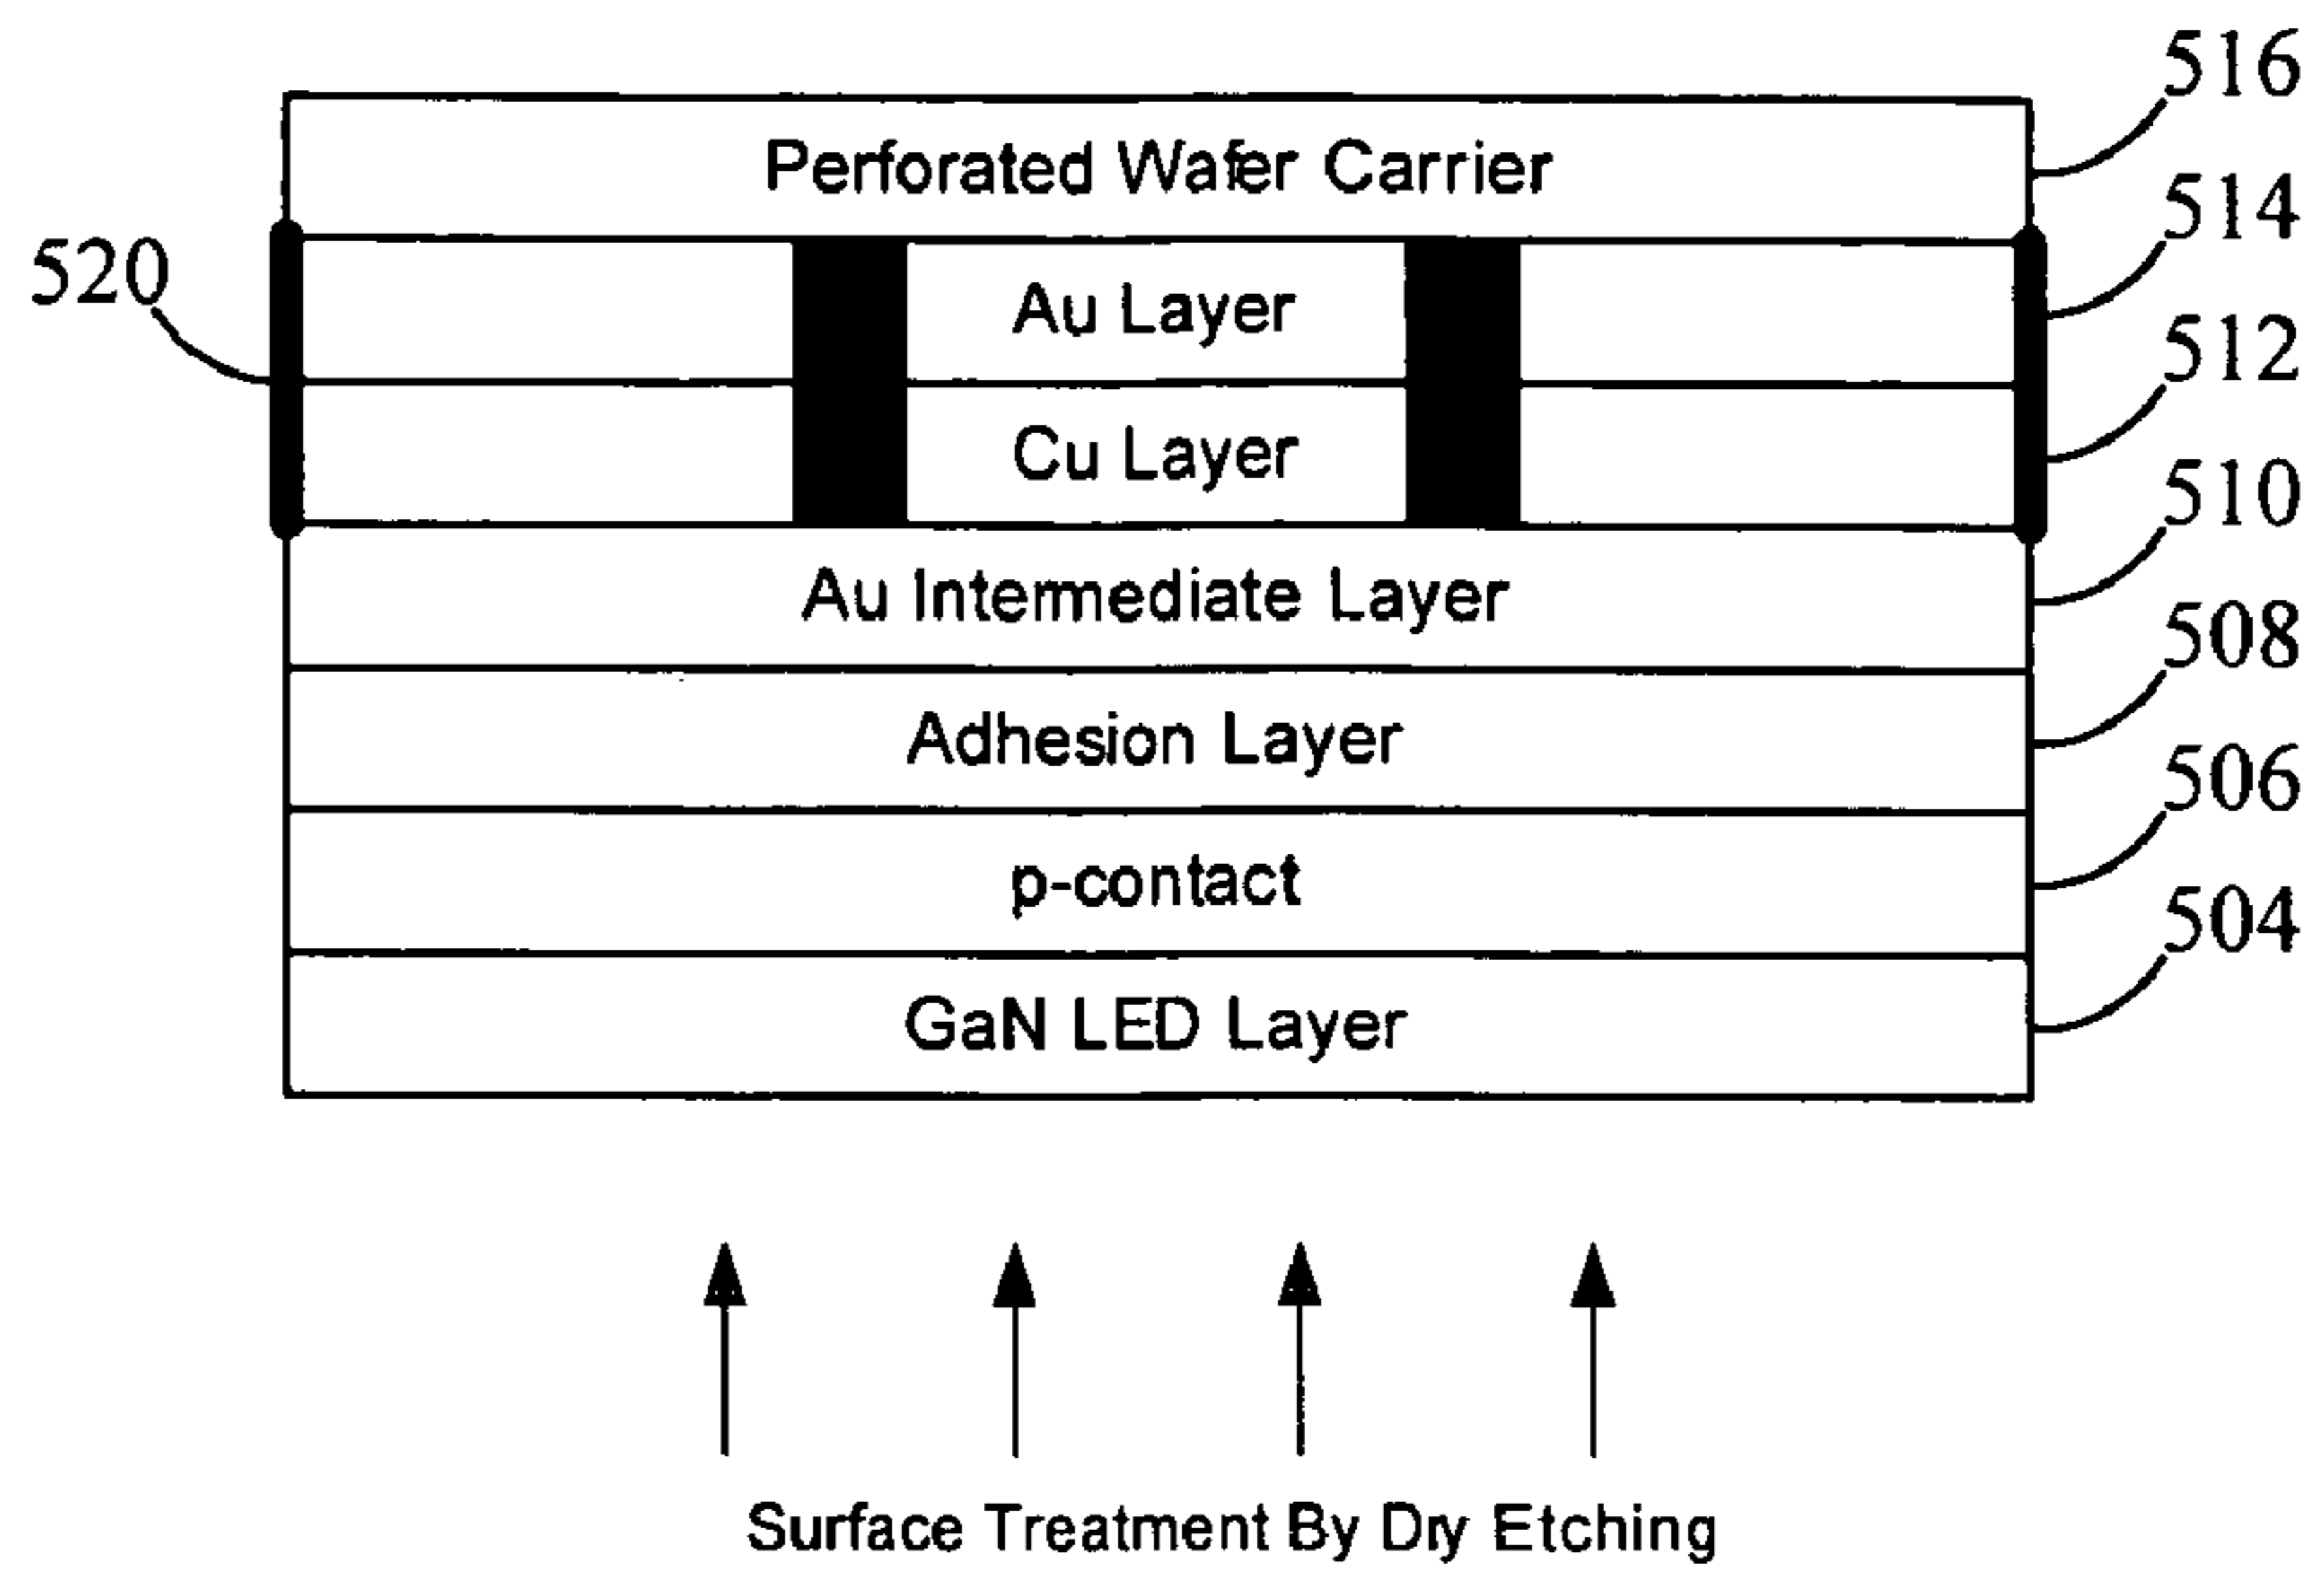 516
Perforated Wafer Carrier
514
520
Au Layer
512
Cu Layer
510
Au Intermediate Layer
508
Adhesion Layer
506
p-contact
504
GaN LED Layer
Surface Treatment By Dry Etching